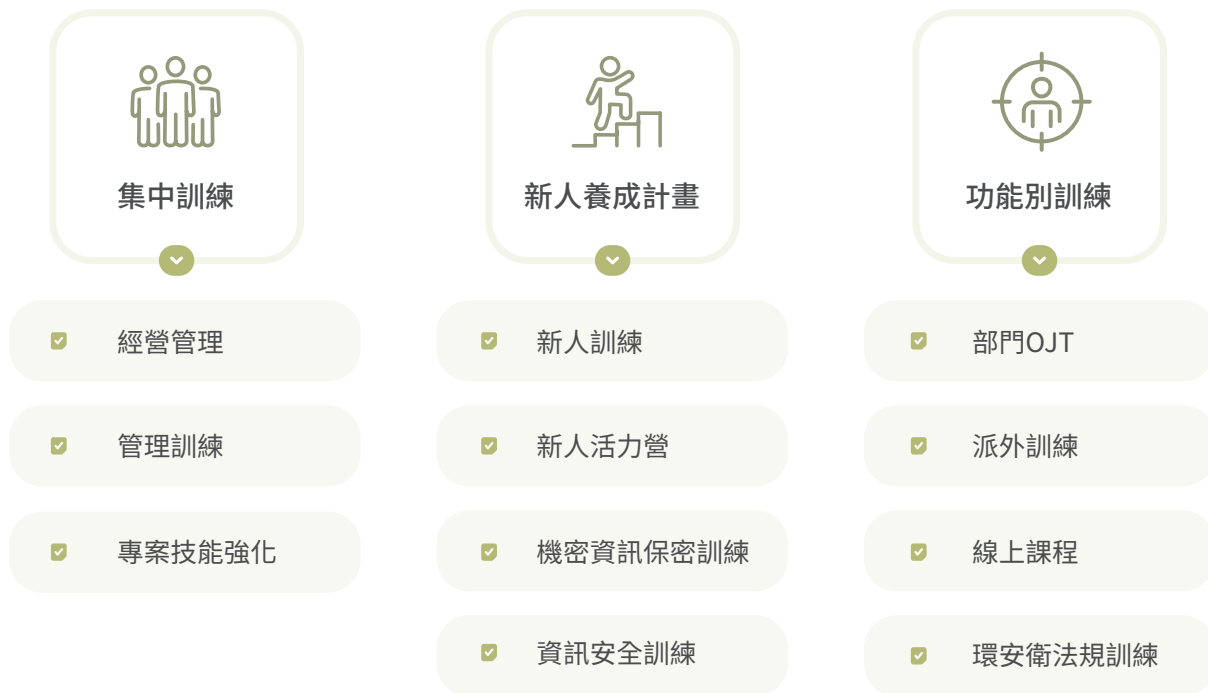 集中訓練
經營管理
管理訓練
專案技能強化
新人養成計畫
新人訓練
新人活力營
機密資訊保密訓練
資訊安全訓練
功能別訓練
部門OJT
派外訓練
線上課程
環安衛法規訓練